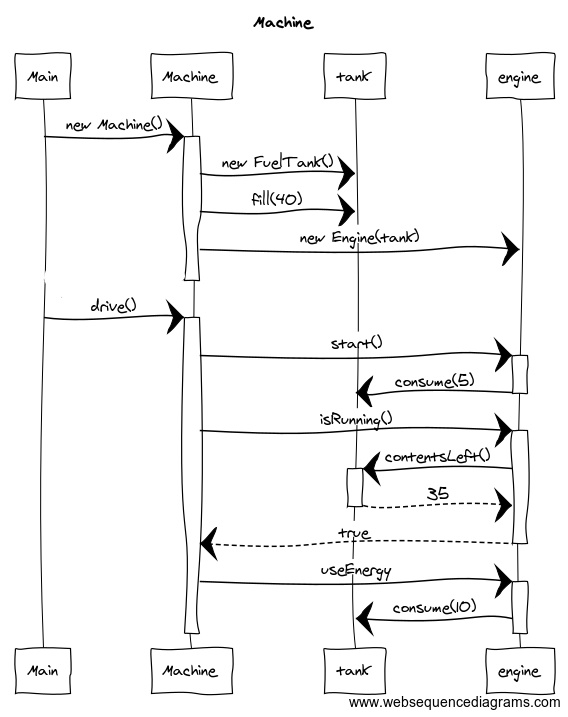 Machine
Main Machine tank engine
new Machine()
new FuelTank()
fill(40)
new Engine(tank)
drive()
start()
consume(5)
isRunning()
contentsLeft()
35
true
useEnergy
consume(10)
Main Machine tank engine
www.websequencediagrams.com